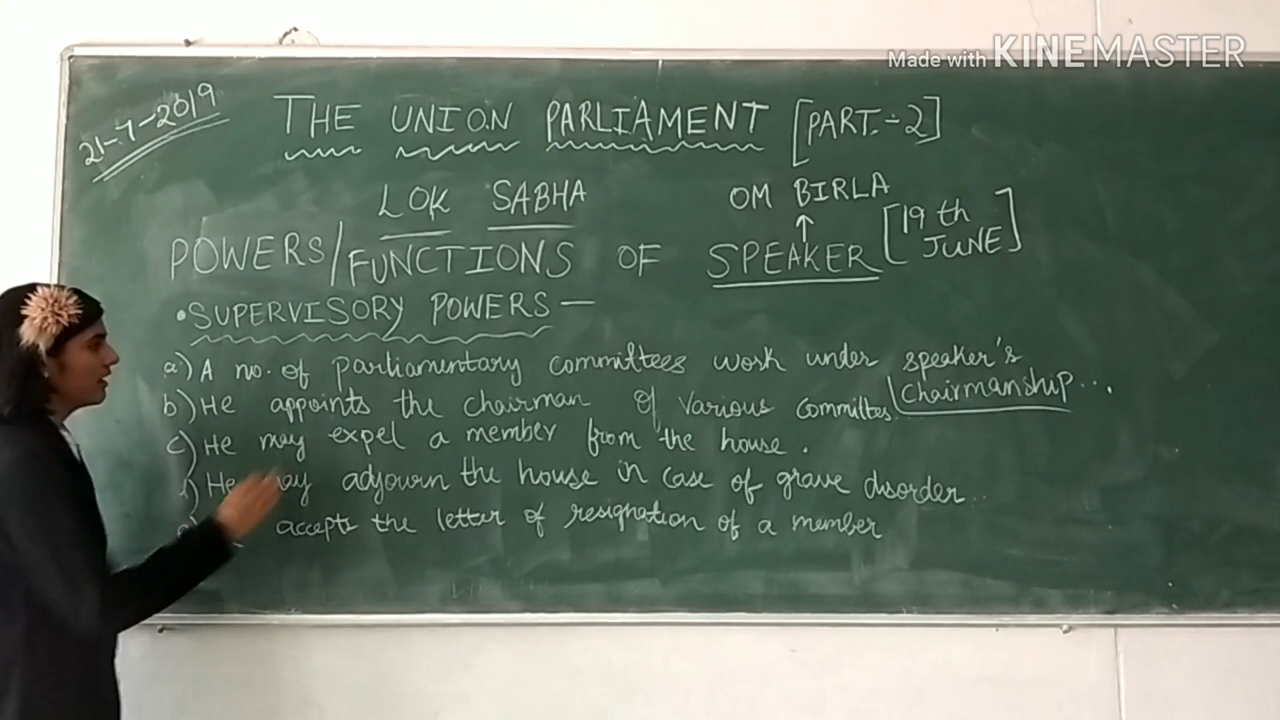 Made with KINEMASTER
21-7-2019
THE UNION PARLIAMENT [PART.-2]
LOK SABHA
OM BIRLA
POWERS/FUNCTIONS OF SPEAKER [19th JUNE]
• SUPERVISORY POWERS —
a) A no. of parliamentary committees work under speaker's
Chairmanship...
b) He appoints the chairman of various committes
c) He may expel a member from the house.
) He may adjourn the house in case of grave disorder...
accepts the letter of resignation of a member